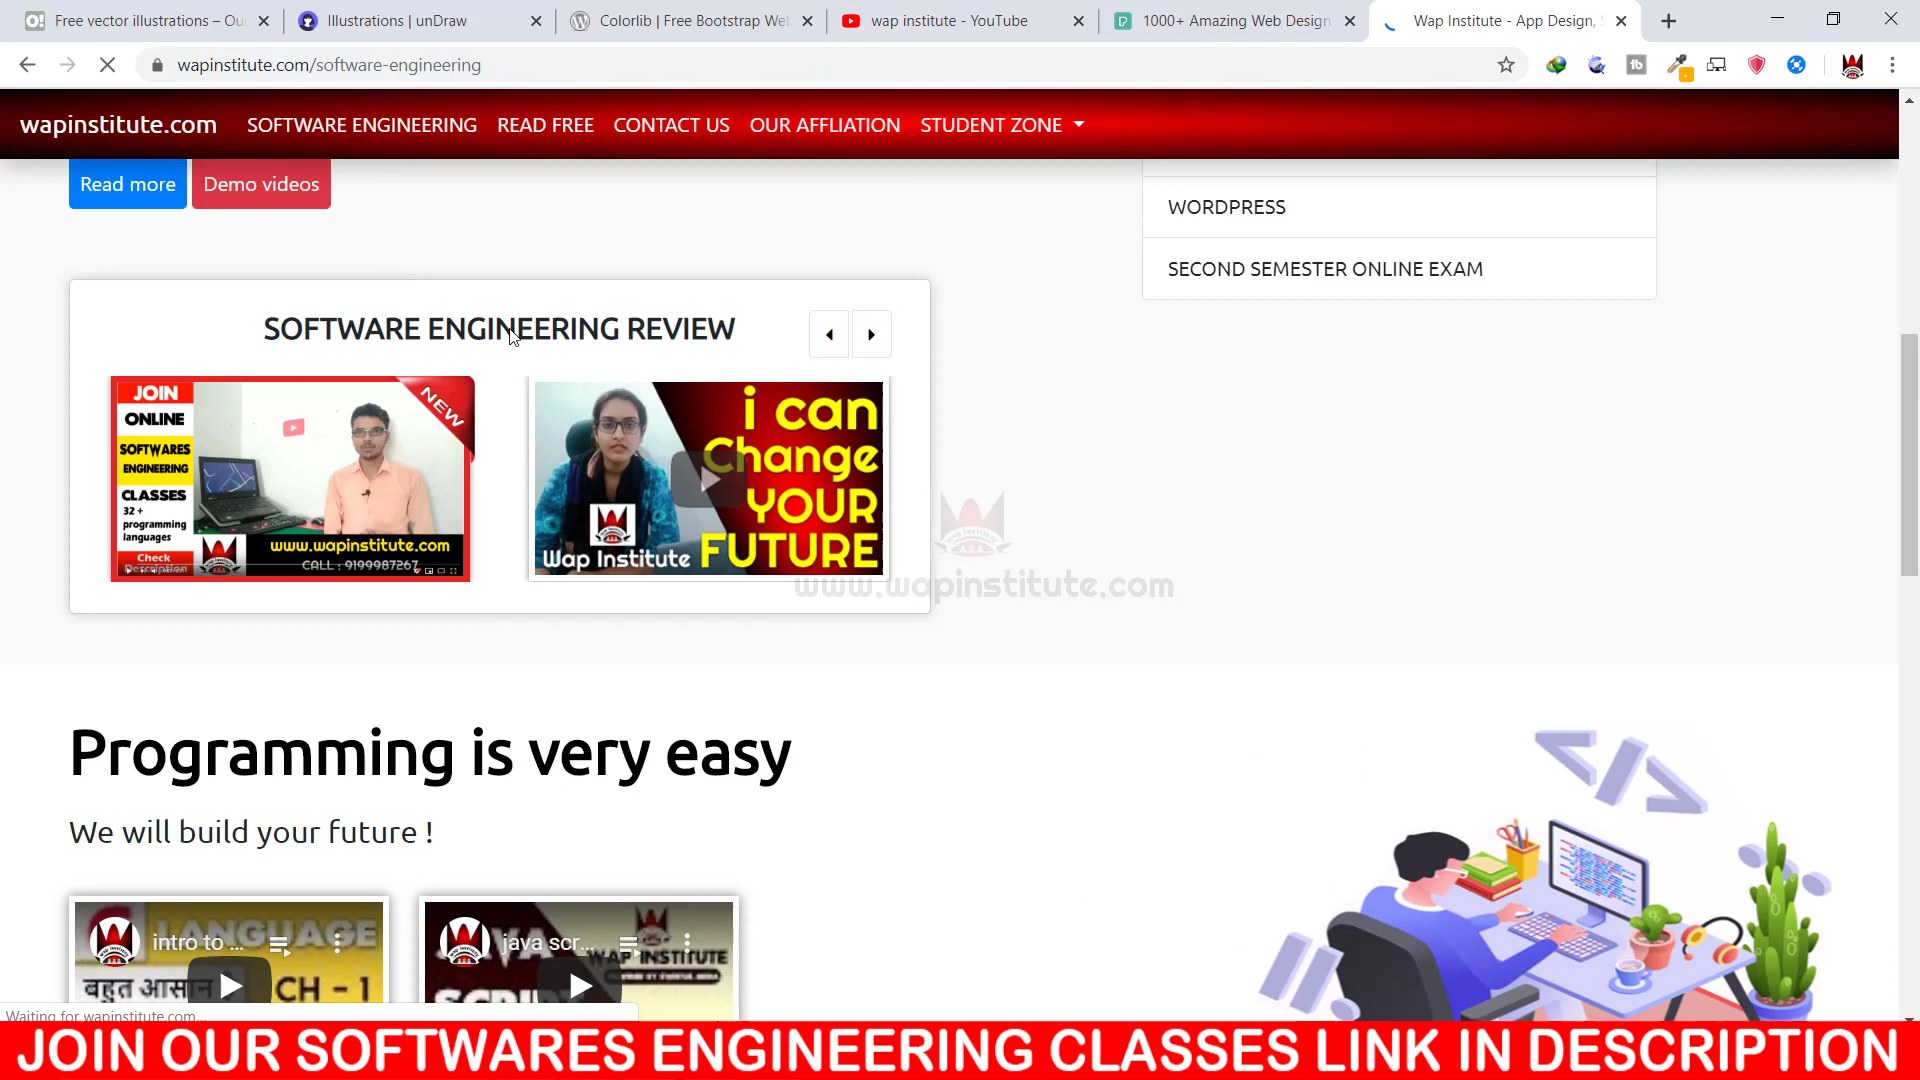 Free vector illustrations – Ou
Illustrations | unDraw
Colorlib | Free Bootstrap We
wap institute - YouTube
1000+ Amazing Web Design
Wap Institute - App Design,
wapinstitute.com/software-engineering
wapinstitute.com
SOFTWARE ENGINEERING
READ FREE
CONTACT US
OUR AFFLIATION
STUDENT ZONE
Read more
Demo videos
WORDPRESS
SECOND SEMESTER ONLINE EXAM
SOFTWARE ENGINEERING REVIEW
JOIN
ONLINE
SOFTWARES
ENGINEERING
CLASSES
32 +
programming
languages
Check
Description
NEW
www.wapinstitute.com
CALL : 9199987267
i can
Change
YOUR
FUTURE
Wap Institute
www.wapinstitute.com
Programming is very easy
We will build your future !
intro to ...
LANGUAGE
बहुत आसान
CH - 1
java scr...
WAP INSTITUTE
SCRIPT
Waiting for wapinstitute.com...
JOIN OUR SOFTWARES ENGINEERING CLASSES LINK IN DESCRIPTION